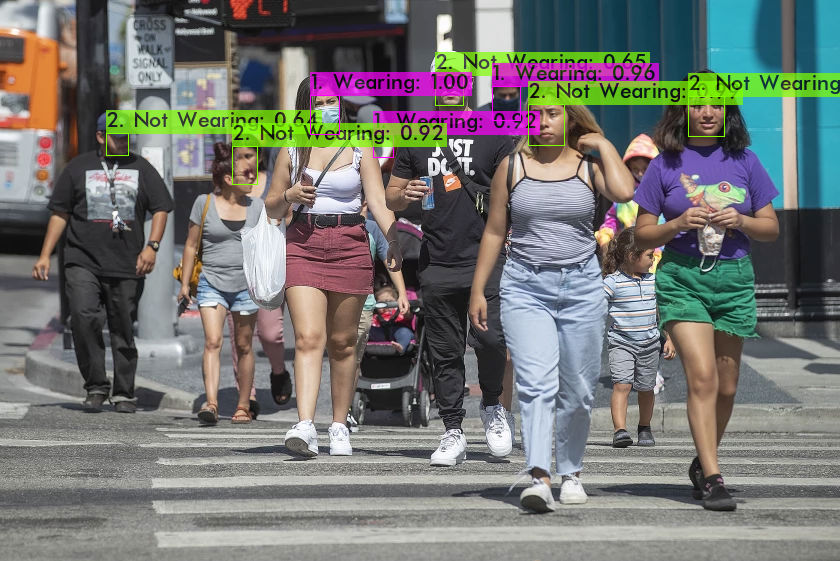 CROSS
ON
WALK
SIGNAL
ONLY
2. Not Wearing: 0.65
1. Wearing: 1.00
1. Wearing: 0.96
2. Not Wearing:
2. Not Wearing
2. Not Wearing: 0.64
1. Wearing: 0.92
2. Not Wearing: 0.92
JUST
DO IT.